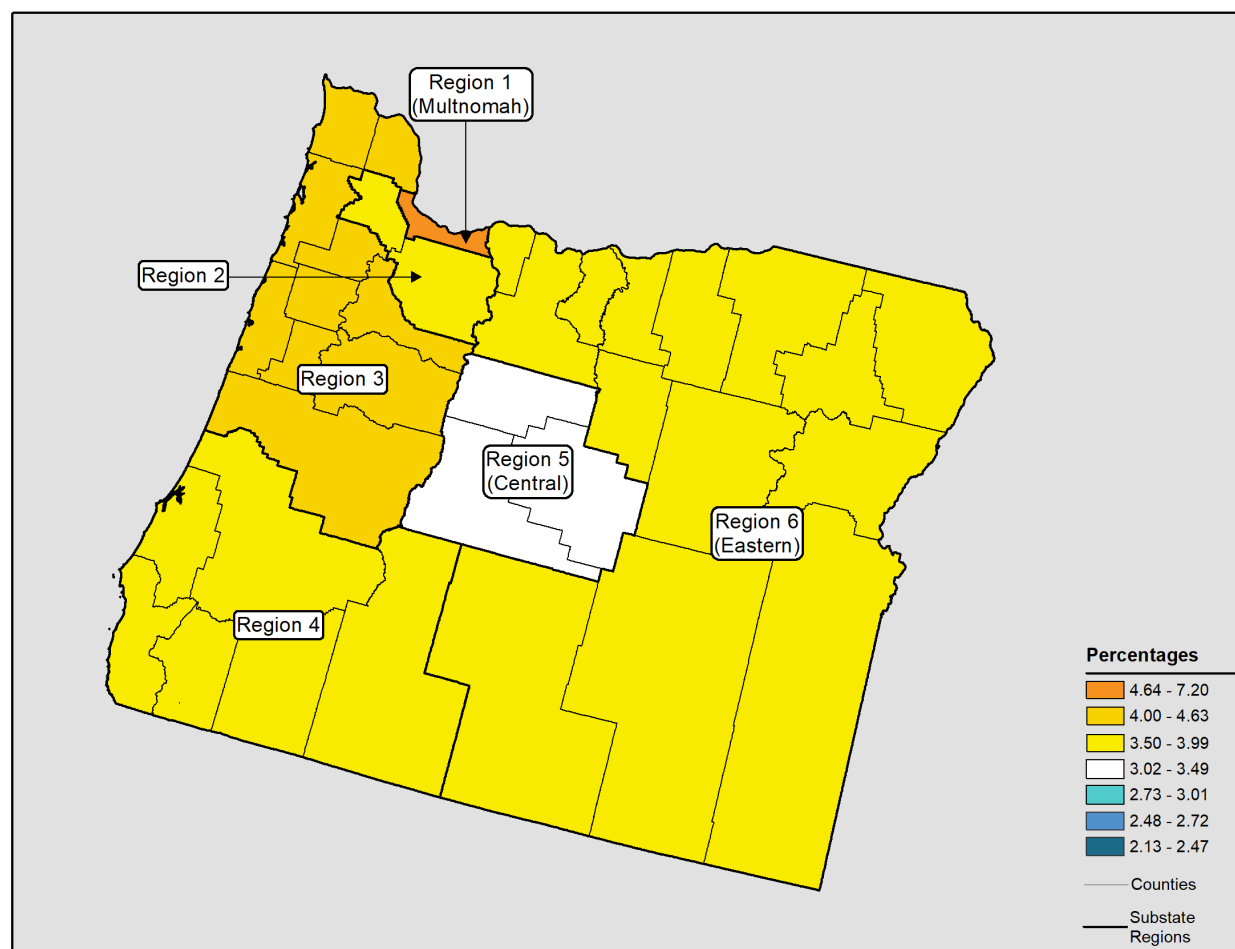 Region 1
(Multnomah)
Region 2
Region 3
Region 5
(Central)
Region 6
(Eastern)
Region 4
Percentages
4.64 - 7.20
4.00 - 4.63
3.50 - 3.99
3.02 - 3.49
2.73 - 3.01
2.48 - 2.72
2.13 - 2.47
Counties
Substate
Regions